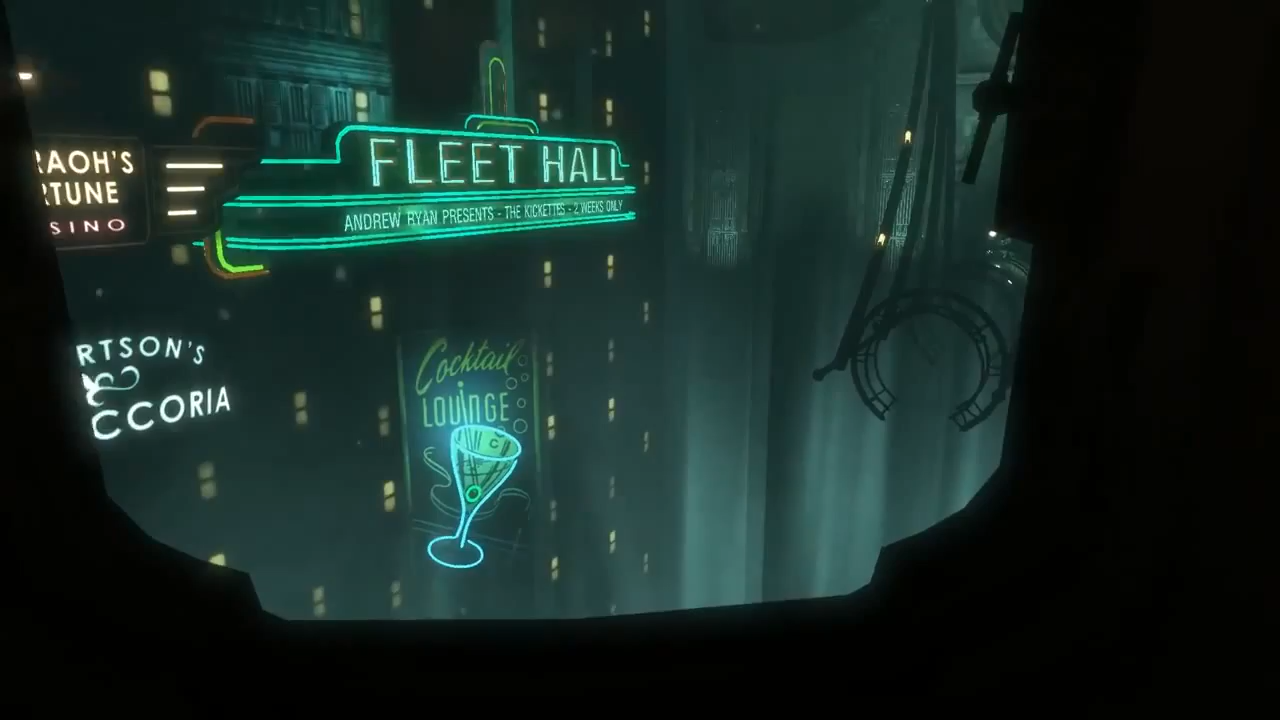 FLEET HALL
ANDREW RYAN PRESENTS - THE KICKETTES - 2 WEEKS ONLY
RAOH'S
RTUNE
SINO
RTSON'S
CCORIA
Cocktail
LOUNGE